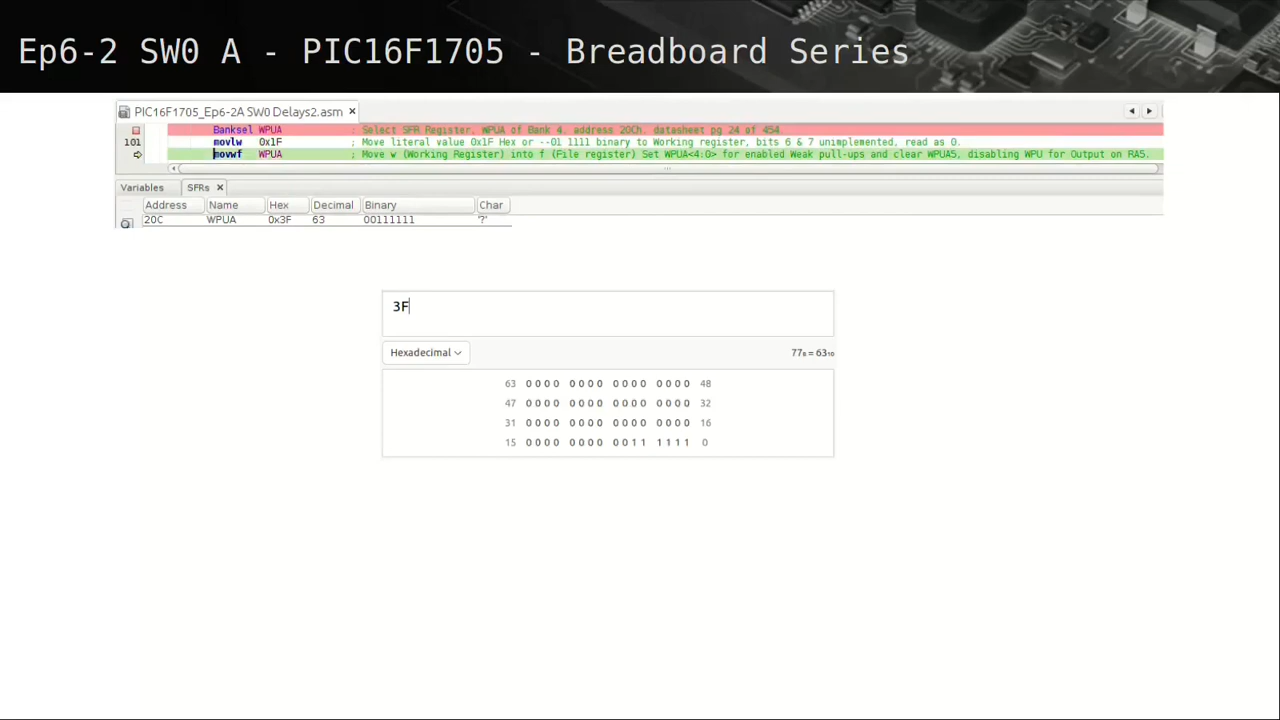 Ep6-2 SW0 A - PIC16F1705 - Breadboard Series
PIC16F1705_Ep6-2A SW0 Delays2.asm ×
Banksel WPUA ; Select SFR Register, WPUA of Bank 4. address 20Ch. datasheet pg 24 of 454.
101 movlw 0x1F ; Move literal value 0x1F Hex or --01 1111 binary to Working register, bits 6 & 7 unimplemented, read as 0.
movwf WPUA ; Move w (Working Register) into f (File register) Set WPUA<4:0> for enabled Weak pull-ups and clear WPUA5, disabling WPU for Output on RA5.
Variables SFRs ×
Address Name Hex Decimal Binary Char
20C WPUA 0x3F 63 00111111 '?'
3F
Hexadecimal 77₈ = 63₁₀
63 0000 0000 0000 0000 48
47 0000 0000 0000 0000 32
31 0000 0000 0000 0000 16
15 0000 0000 0011 1111 0